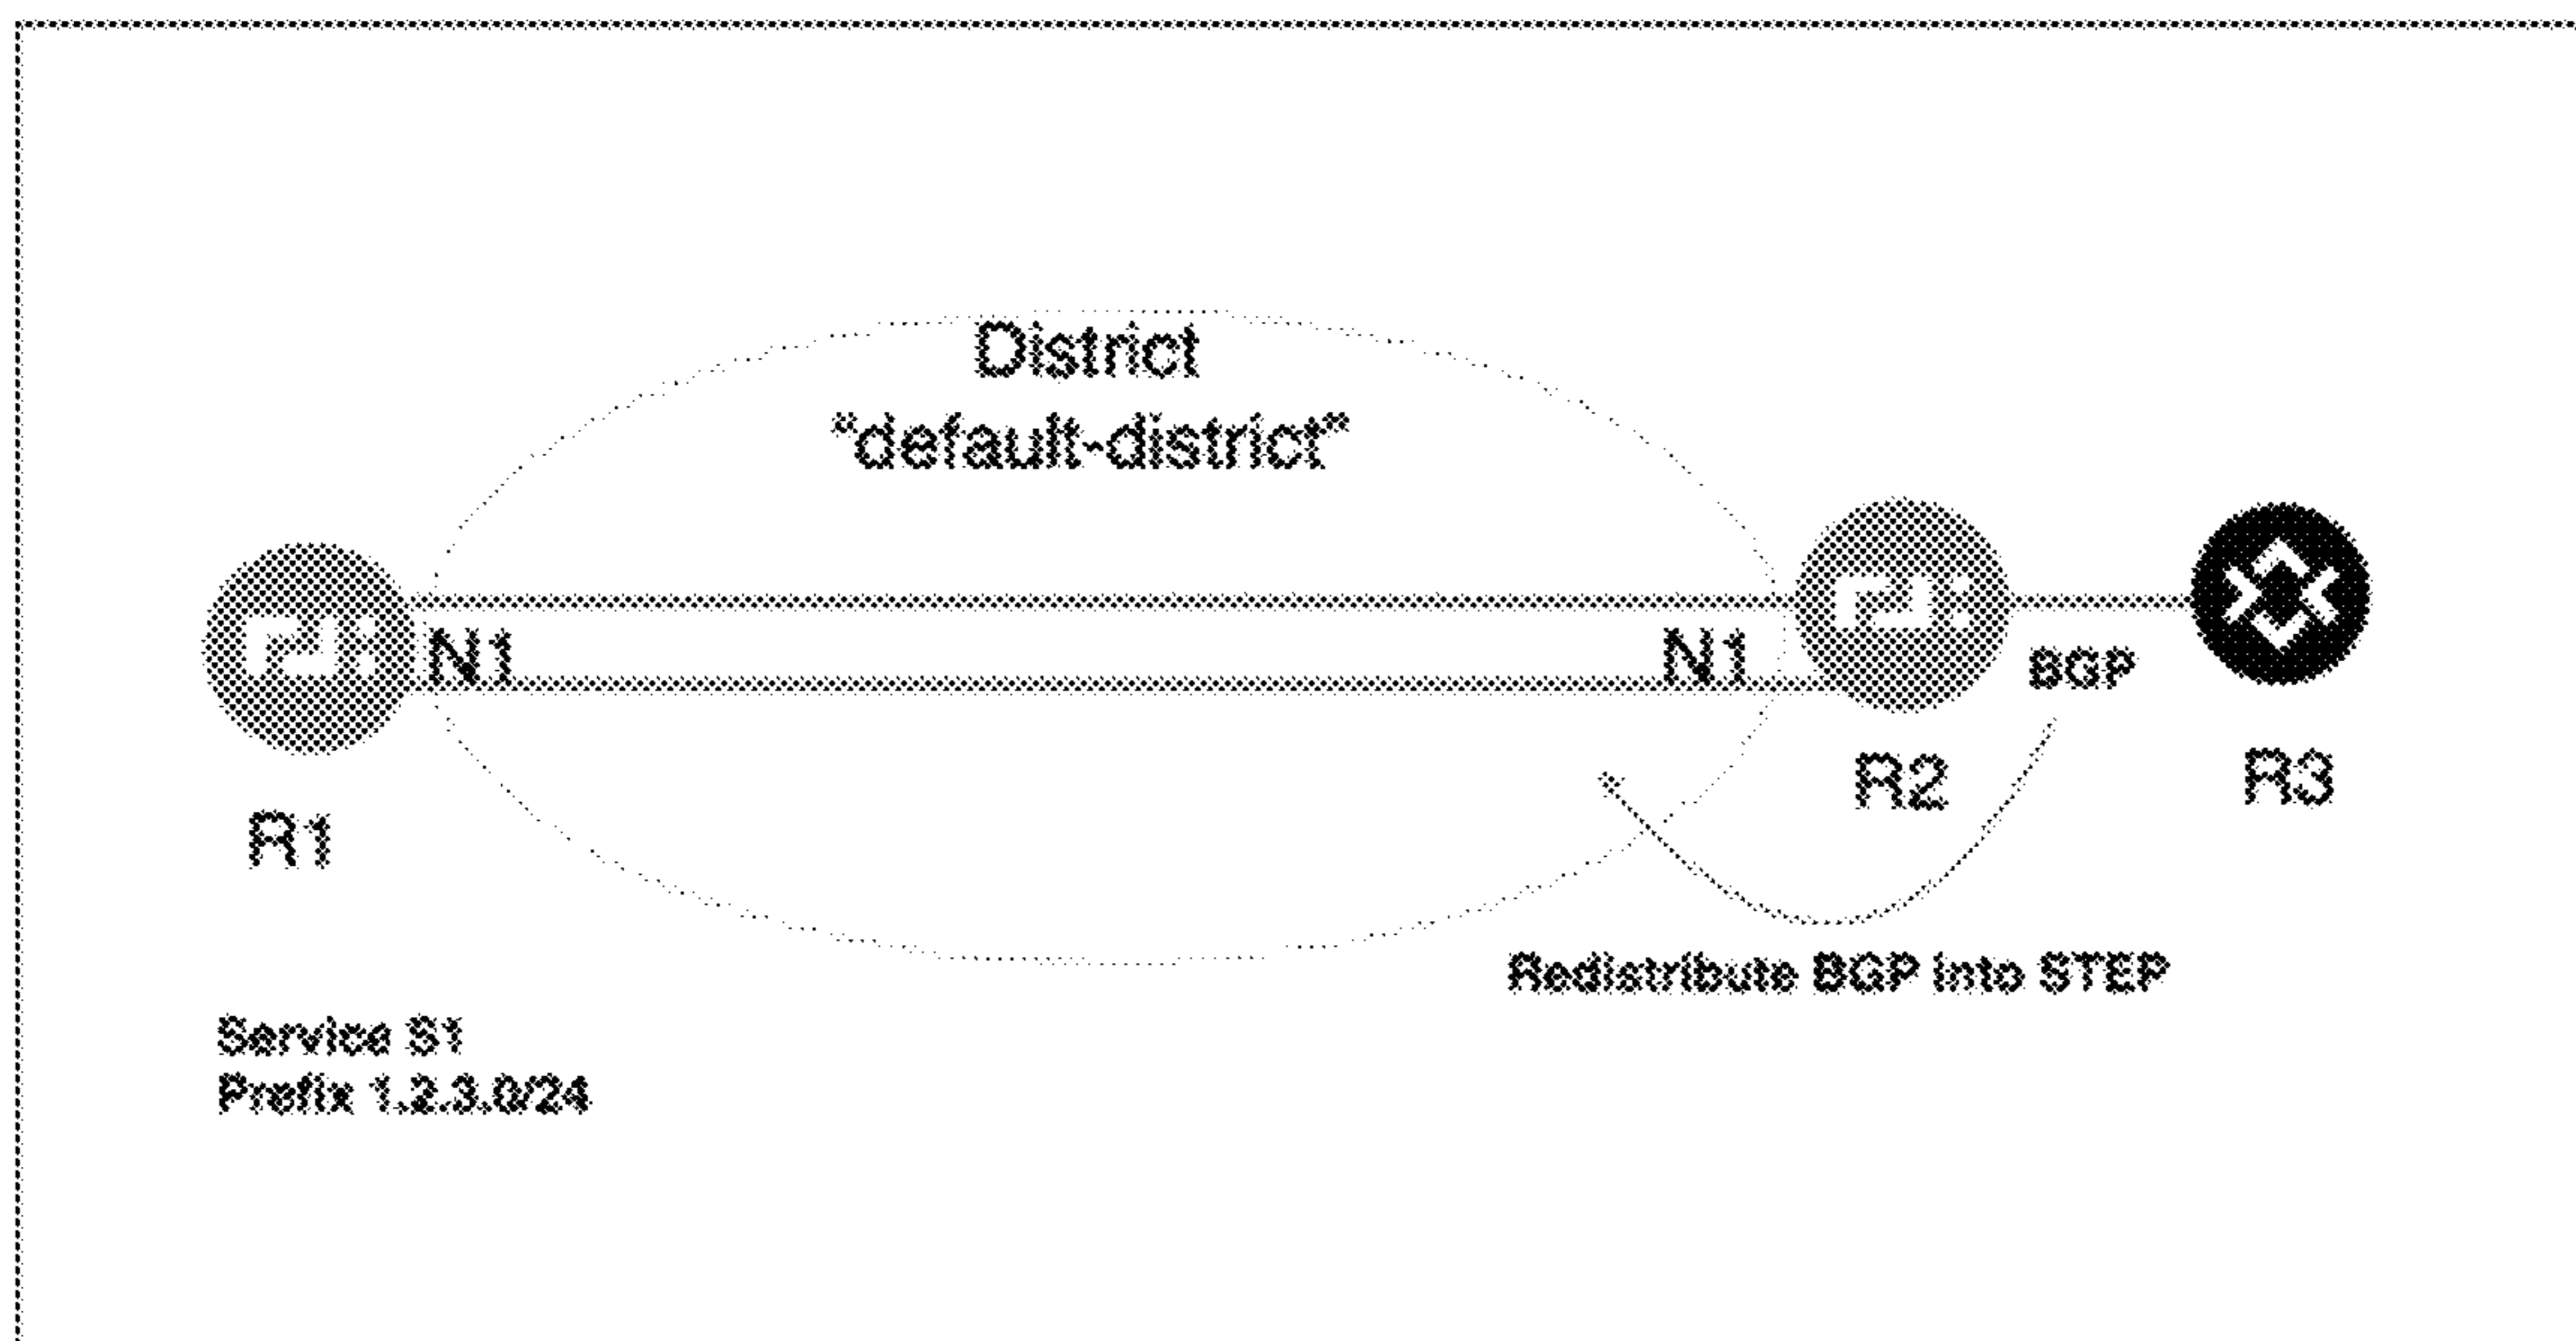 District
"default-district"
N1
N1
BGP
R2
R3
R1
Redistribute BGP into STEP
Service S1
Prefix 1.2.3.0/24